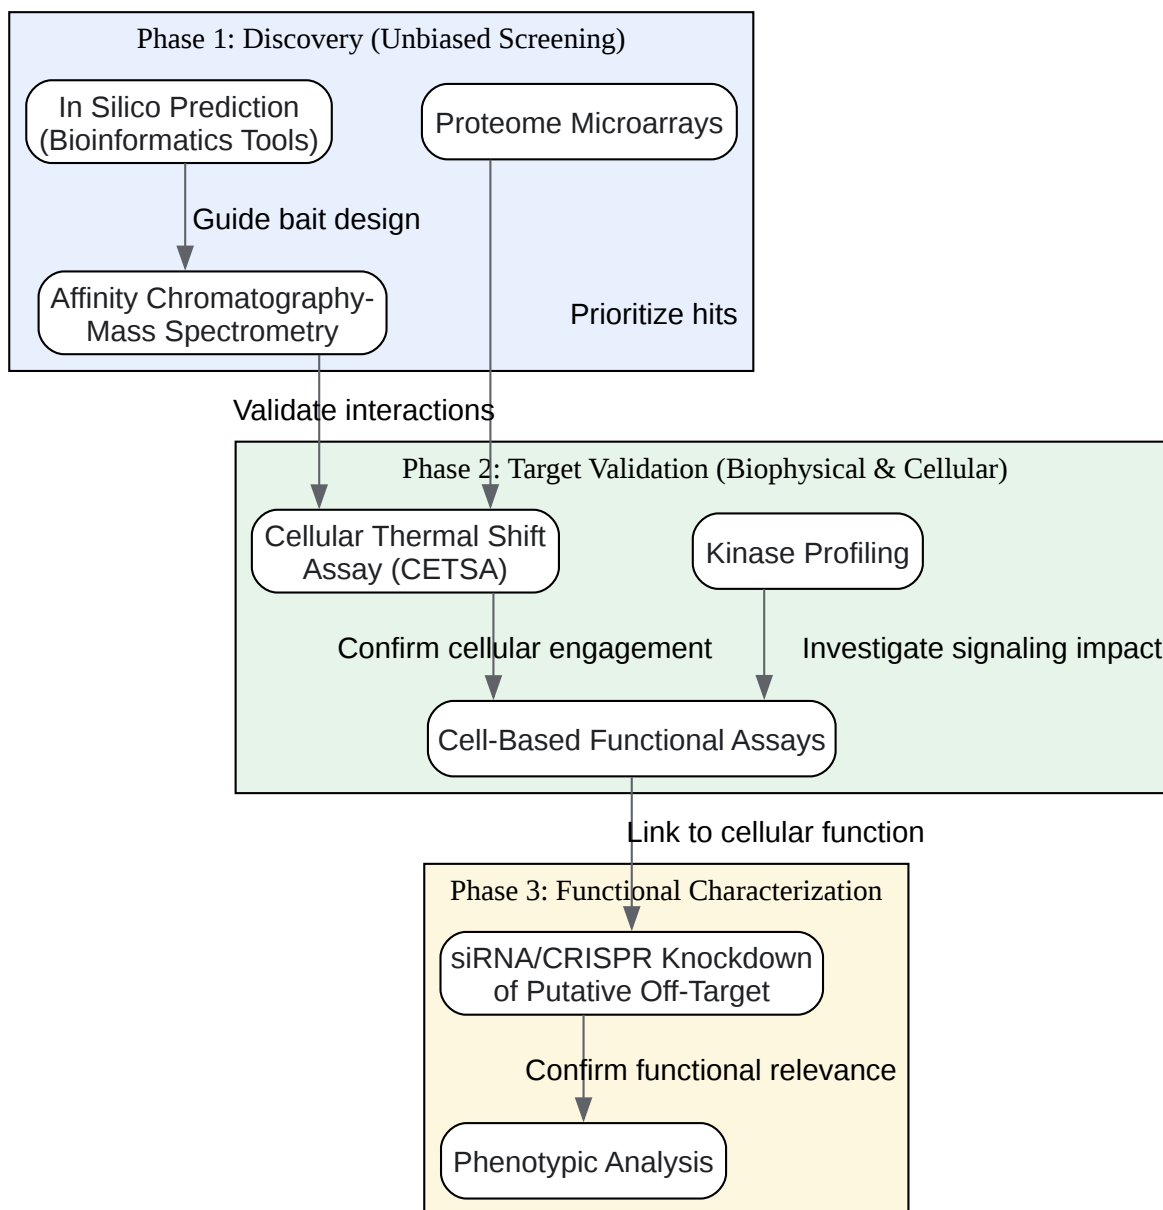 Phase 1: Discovery (Unbiased Screening)
In Silico Prediction
(Bioinformatics Tools)
Proteome Microarrays
Guide bait design
Affinity Chromatography-
Mass Spectrometry
Prioritize hits
Validate interactions
Phase 2: Target Validation (Biophysical & Cellular)
Cellular Thermal Shift
Assay (CETSA)
Kinase Profiling
Confirm cellular engagement
Investigate signaling impact
Cell-Based Functional Assays
Link to cellular function
Phase 3: Functional Characterization
siRNA/CRISPR Knockdown
of Putative Off-Target
Confirm functional relevance
Phenotypic Analysis